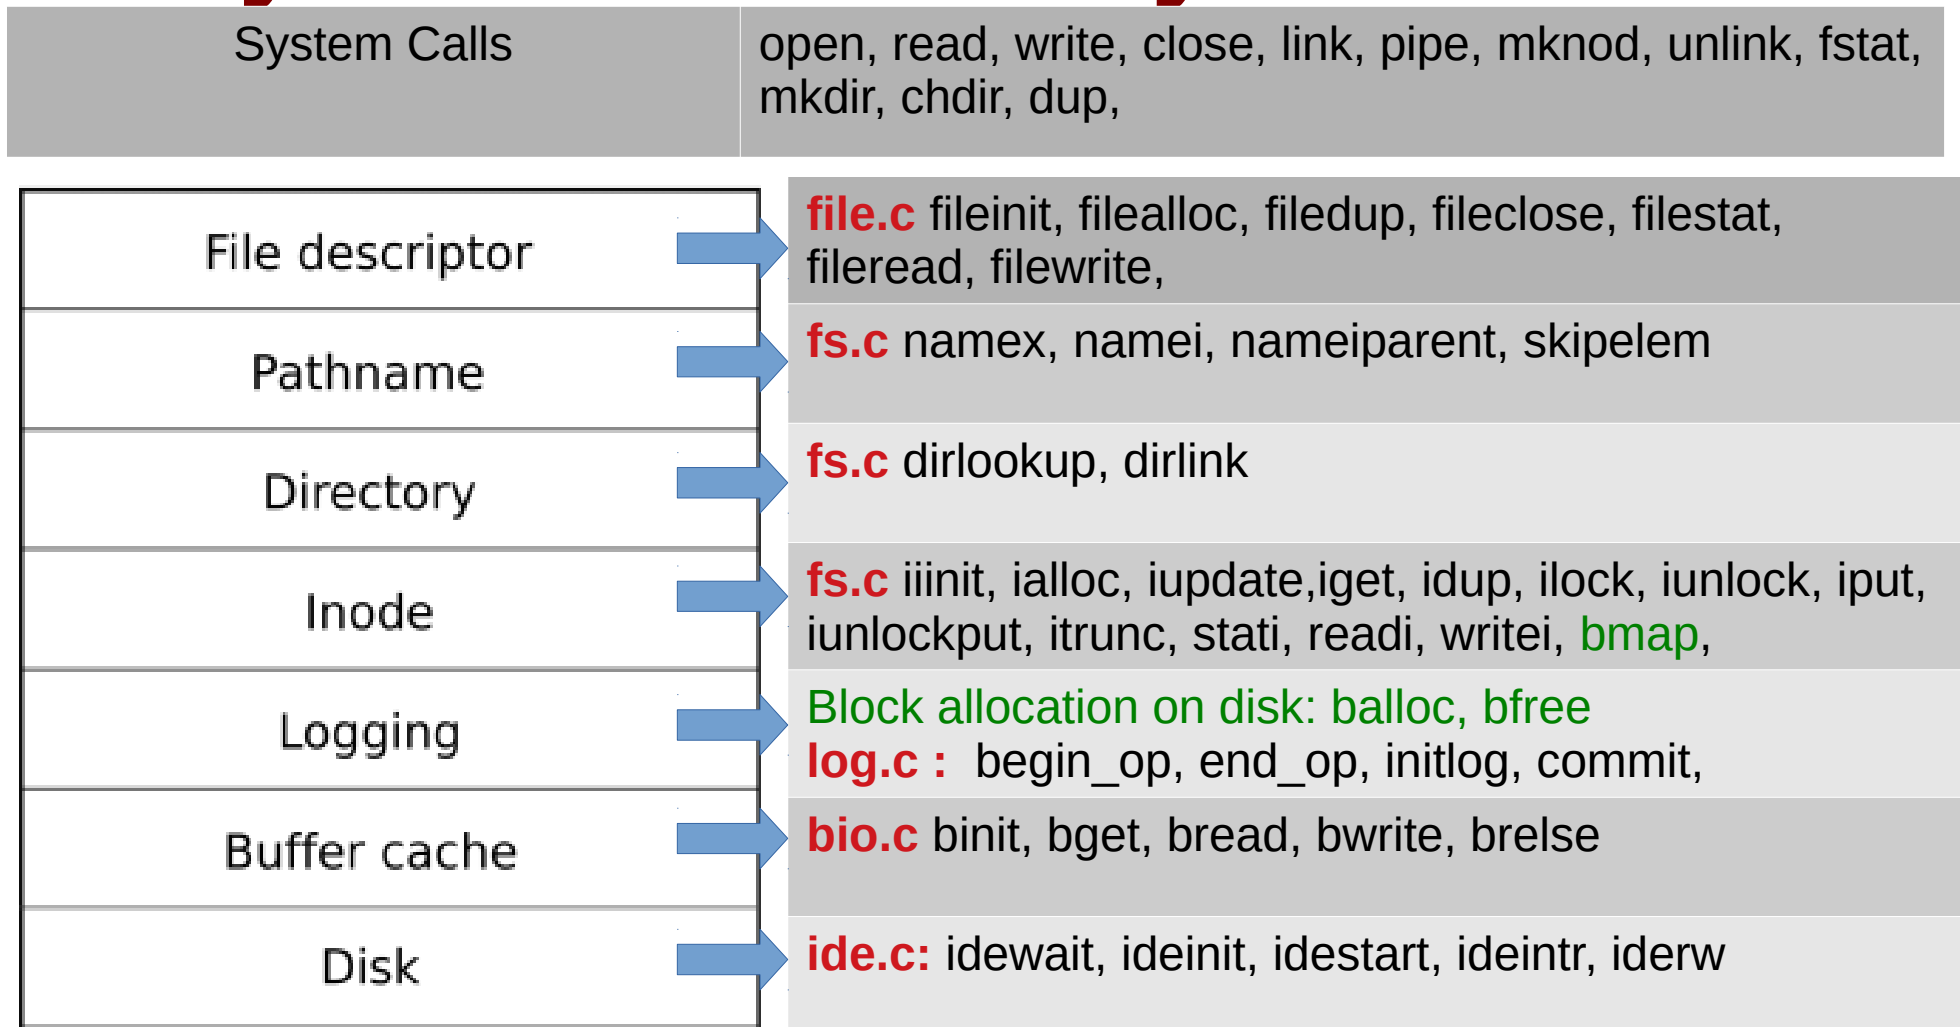 System Calls
open, read, write, close, link, pipe, mknod, unlink, fstat,
mkdir, chdir, dup,
File descriptor
file.c fileinit, filealloc, filedup, fileclose, filestat,
fileread, filewrite,
Pathname
fs.c namex, namei, nameiparent, skipelem
Directory
fs.c dirlookup, dirlink
Inode
fs.c iiinit, ialloc, iupdate,iget, idup, ilock, iunlock, iput,
iunlockput, itrunc, stati, readi, writei, bmap,
Logging
Block allocation on disk: balloc, bfree
log.c :  begin_op, end_op, initlog, commit,
Buffer cache
bio.c binit, bget, bread, bwrite, brelse
Disk
ide.c: idewait, ideinit, idestart, ideintr, iderw